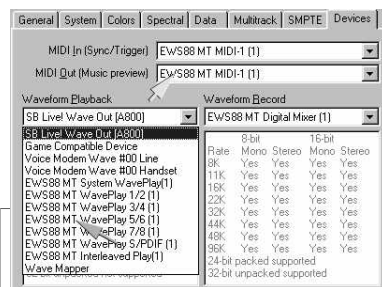 General System Colors Spectral Data Multitrack SMPTE Devices
MIDI In (Sync/Trigger) EWS88 MT MIDI-1 (1)
MIDI Out (Music preview) EWS88 MT MIDI-1 (1)
Waveform Playback
SB Live! Wave Out [A800]
SB Live! Wave Out [A800]
Game Compatible Device
Voice Modem Wave #00 Line
Voice Modem Wave #00 Handset
EWS88 MT System WavePlay(1)
EWS88 MT WavePlay 1/2 (1)
EWS88 MT WavePlay 3/4 (1)
EWS88 MT WavePlay 5/6 (1)
EWS88 MT WavePlay 7/8 (1)
EWS88 MT WavePlay S/PDIF (1)
EWS88 MT Interleaved Play(1)
Wave Mapper
Waveform Record
EWS88 MT Digital Mixer (1)
8-bit 16-bit
Rate Mono Stereo Mono Stereo
8K Yes Yes Yes Yes
11K Yes Yes Yes Yes
16K Yes Yes Yes Yes
22K Yes Yes Yes Yes
32K Yes Yes Yes Yes
44K Yes Yes Yes Yes
48K Yes Yes Yes Yes
96K Yes Yes Yes Yes
24-bit packed supported
32-bit unpacked supported